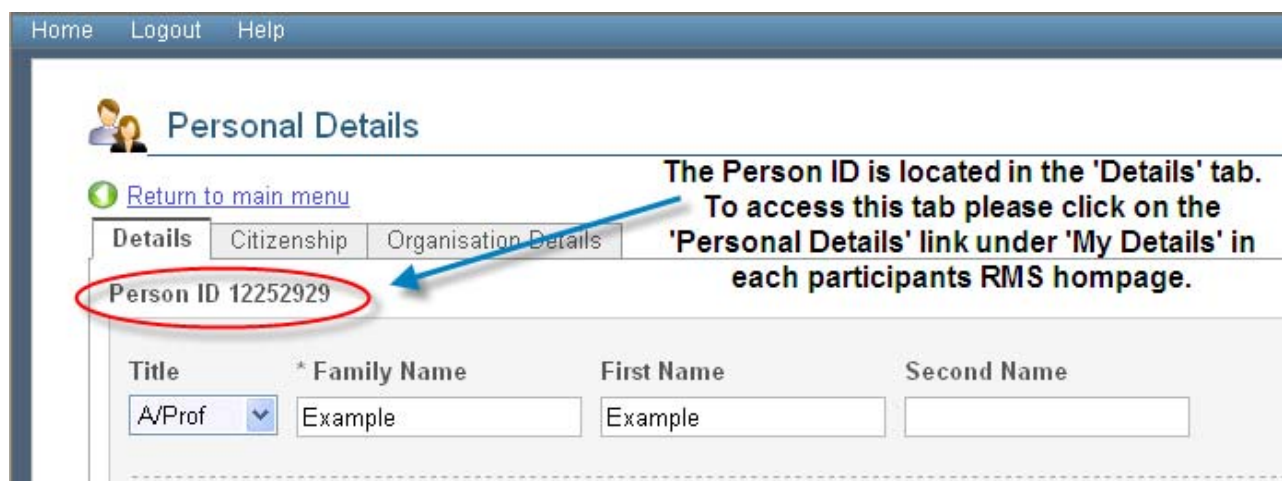 Home Logout Help
Personal Details
The Person ID is located in the 'Details' tab.
Return to main menu
To access this tab please click on the
Details Citizenship Organisation Details
'Personal Details' link under 'My Details' in
each participants RMS hompage.
Person ID 12252929
Title * Family Name First Name Second Name
A/Prof Example Example